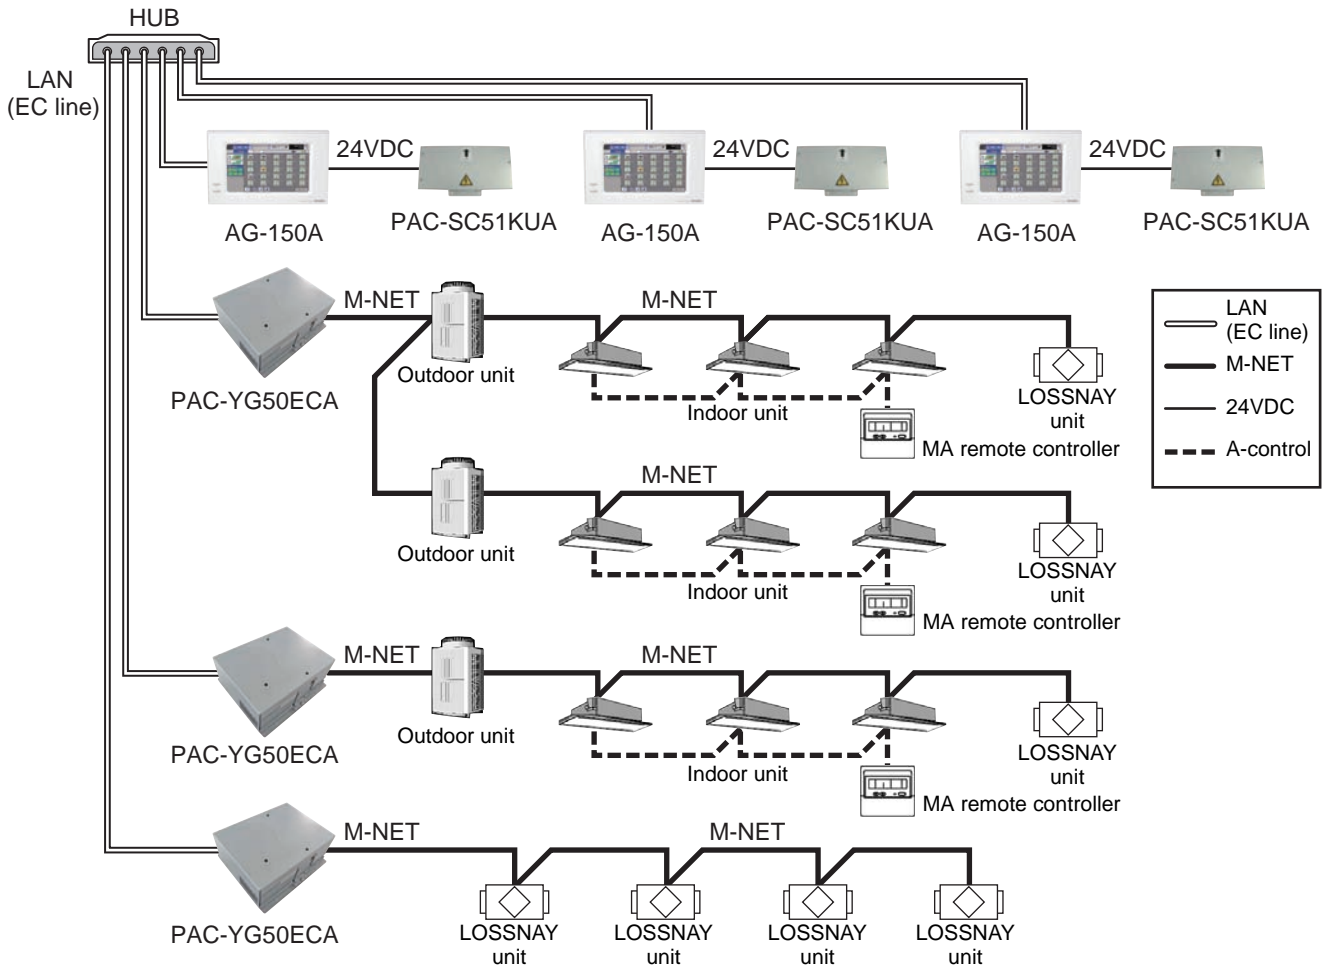 HUB
LAN
(EC line)
24VDC
24VDC
24VDC
AG-150A
PAC-SC51KUA
AG-150A
PAC-SC51KUA
AG-150A
PAC-SC51KUA
M-NET
M-NET
LAN
(EC line)
M-NET
24VDC
A-control
PAC-YG50ECA
Outdoor unit
Indoor unit
LOSSNAY
unit
MA remote controller
M-NET
Outdoor unit
Indoor unit
LOSSNAY
unit
MA remote controller
M-NET
M-NET
PAC-YG50ECA
Outdoor unit
Indoor unit
LOSSNAY
unit
MA remote controller
M-NET
M-NET
PAC-YG50ECA
LOSSNAY
unit
LOSSNAY
unit
LOSSNAY
unit
LOSSNAY
unit